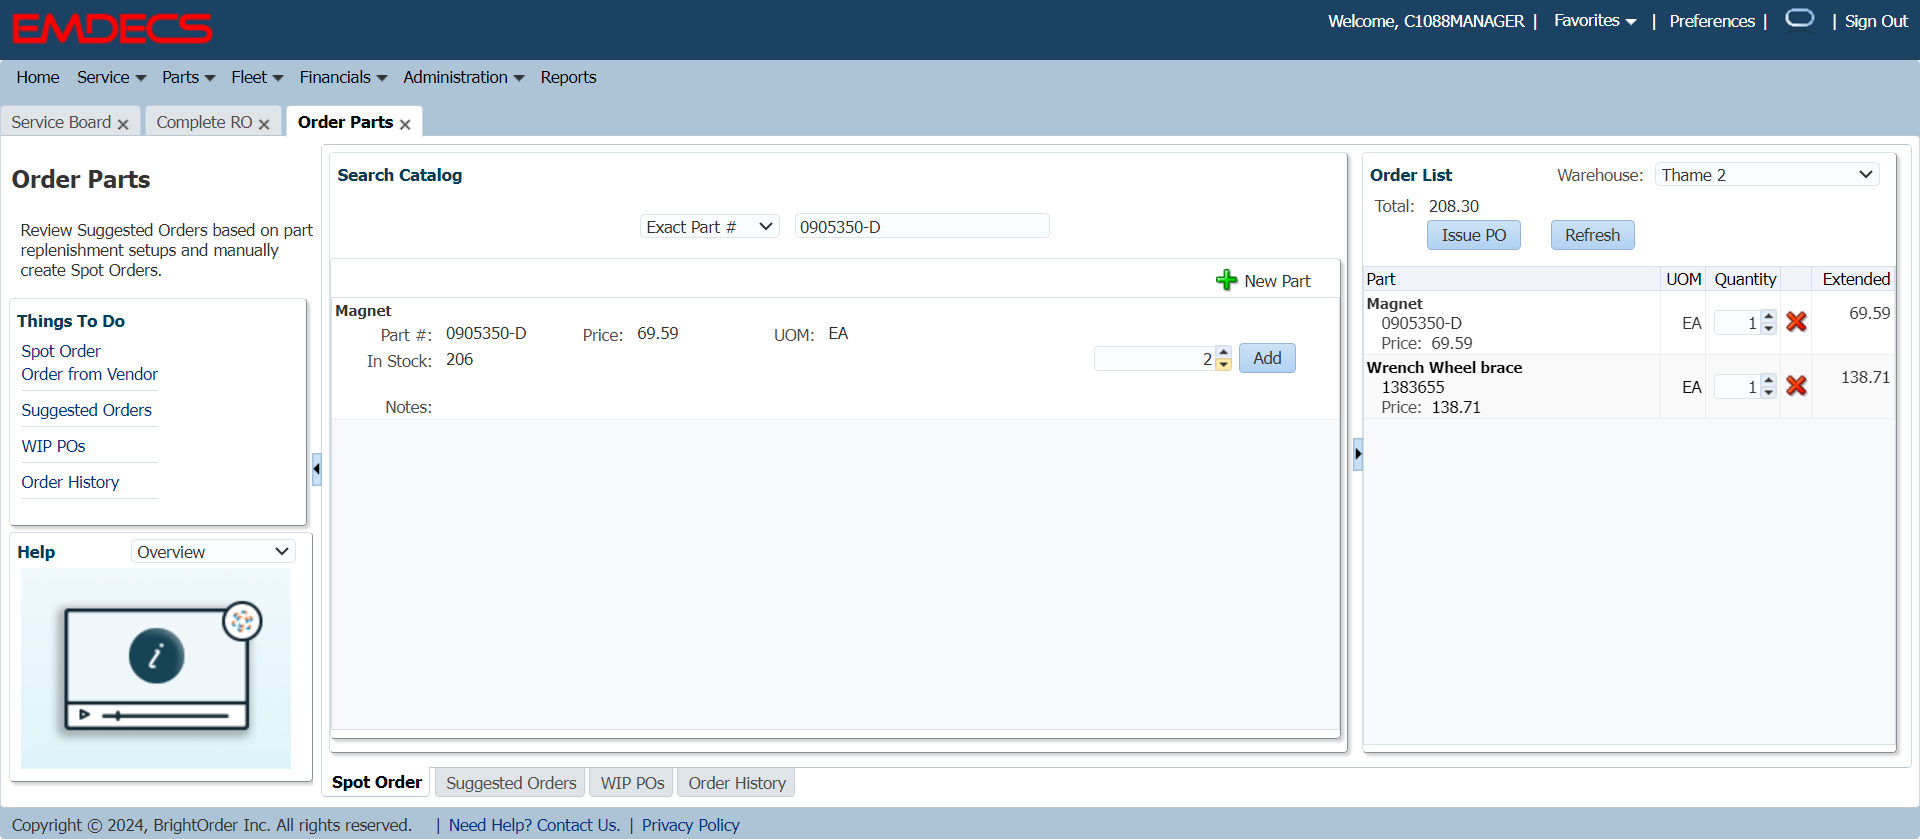 EMDECS
Welcome, C1088MANAGER | Favorites | Preferences | | Sign Out
Home Service Parts Fleet Financials Administration Reports
Service Board Complete RO Order Parts
Order Parts
Review Suggested Orders based on part
replenishment setups and manually
create Spot Orders.
Things To Do
Spot Order
Order from Vendor
Suggested Orders
WIP POs
Order History
Help Overview
i
Search Catalog
Exact Part # 0905350-D
New Part
Magnet
Part #: 0905350-D Price: 69.59 UOM: EA
In Stock: 206 2 Add
Notes:
Order List Warehouse: Thame 2
Total: 208.30
Issue PO Refresh
Part UOM Quantity Extended
Magnet
0905350-D EA 1 69.59
Price: 69.59
Wrench Wheel brace
1383655 EA 1 138.71
Price: 138.71
Spot Order Suggested Orders WIP POs Order History
Copyright © 2024, BrightOrder Inc. All rights reserved. | Need Help? Contact Us. | Privacy Policy